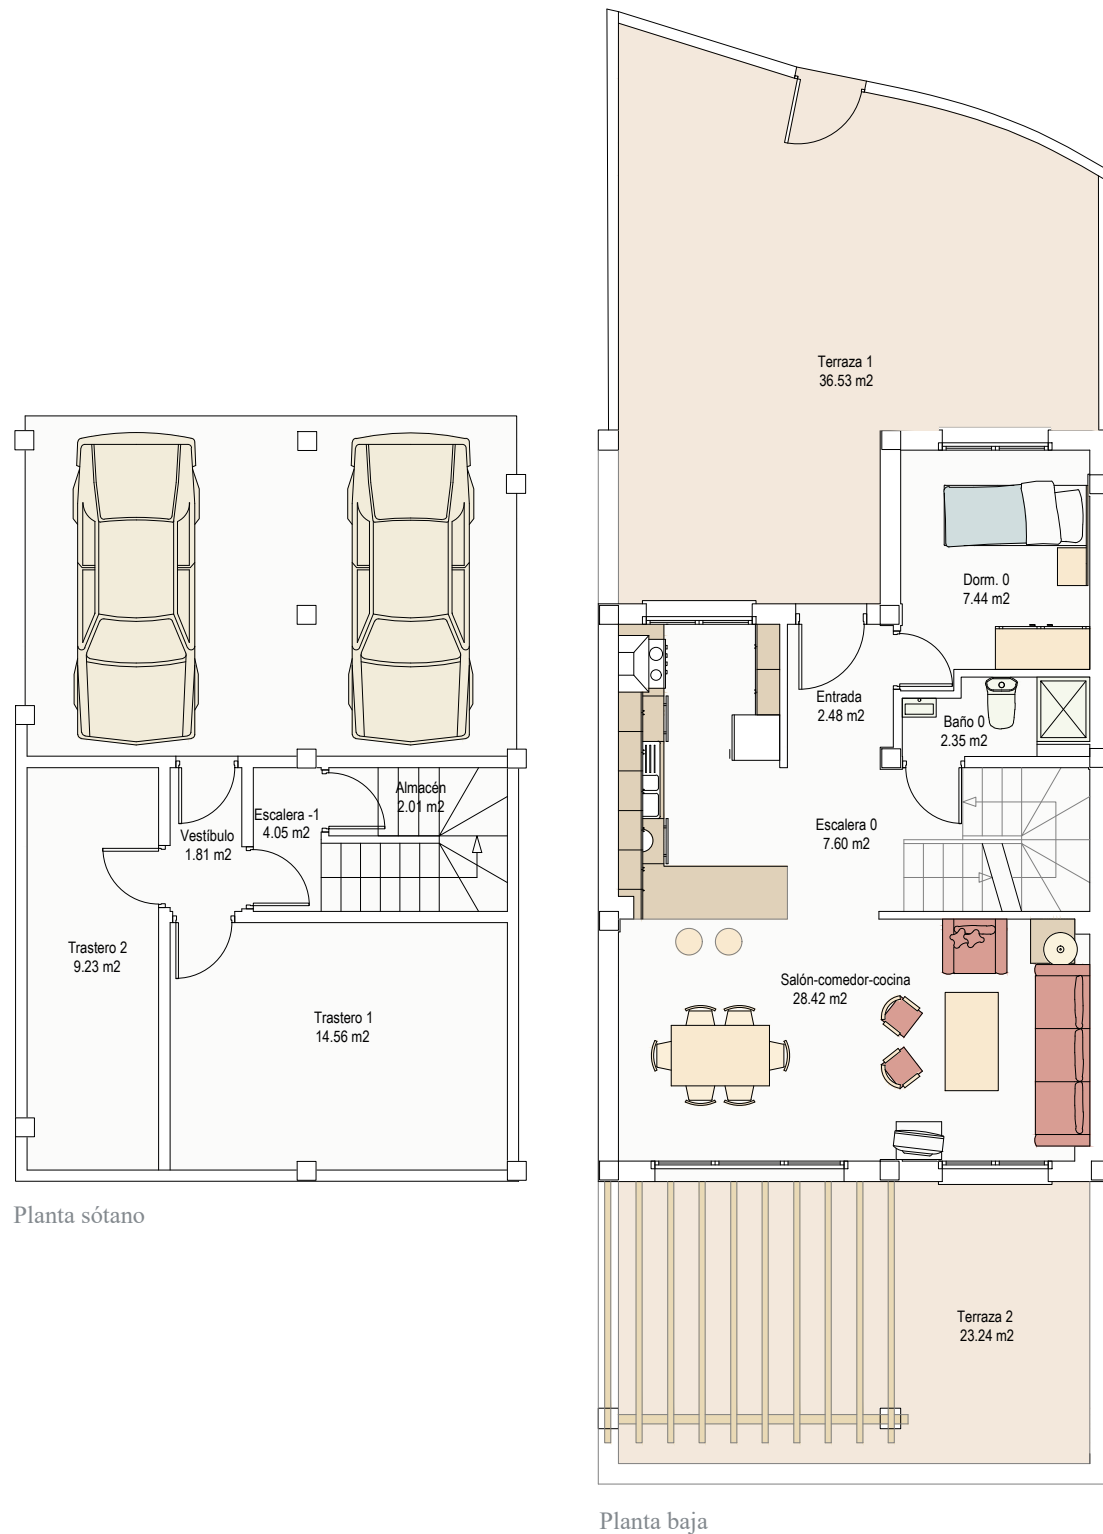 Almacén
2.01 m2
Escalera -1
4.05 m2
Vestíbulo
1.81 m2
Trastero 2
9.23 m2
Trastero 1
14.56 m2
Planta sótano
Terraza 1
36.53 m2
Dorm. 0
7.44 m2
Entrada
2.48 m2
Baño 0
2.35 m2
Escalera 0
7.60 m2
Salón-comedor-cocina
28.42 m2
Terraza 2
23.24 m2
Planta baja